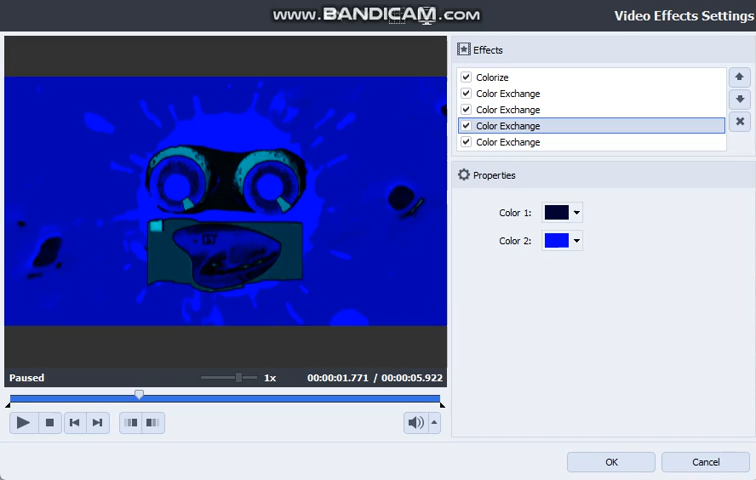 www.BANDICAM.com
Video Effects Settings
Effects
Colorize
Color Exchange
Color Exchange
Color Exchange
Color Exchange
Properties
Color 1:
Color 2:
Paused
1x
00:00:01.771 / 00:00:05.922
OK
Cancel